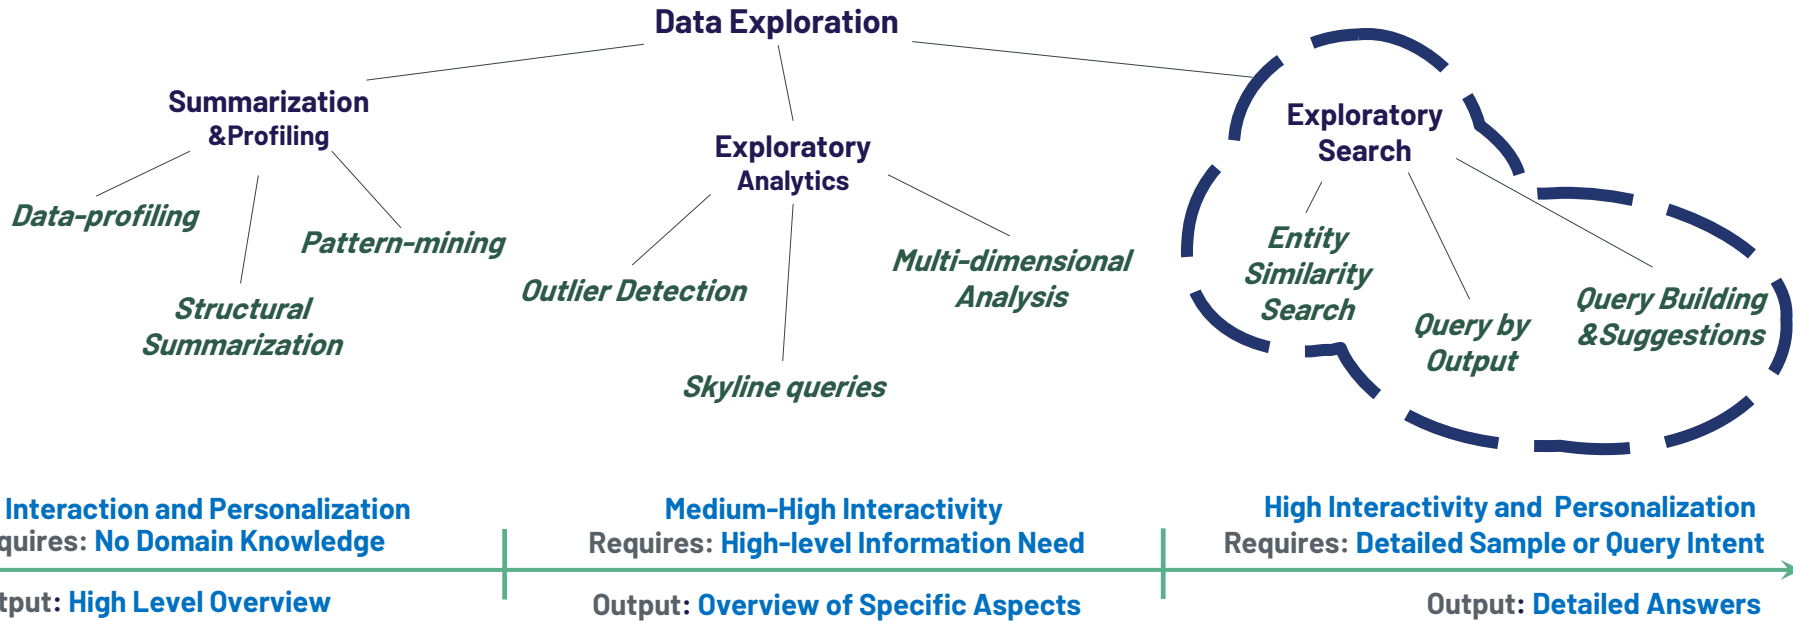 Data Exploration
Summarization
&Profiling
Data-profiling
Structural
Summarization
Pattern-mining
Exploratory
Analytics
Outlier Detection
Skyline queries
Multi-dimensional
Analysis
Exploratory
Search
Entity
Similarity
Search
Query by
Output
Query Building
&Suggestions
Interaction and Personalization
quires: No Domain Knowledge
tput: High Level Overview
Medium-High Interactivity
Requires: High-level Information Need
Output: Overview of Specific Aspects
High Interactivity and Personalization
Requires: Detailed Sample or Query Intent
Output: Detailed Answers